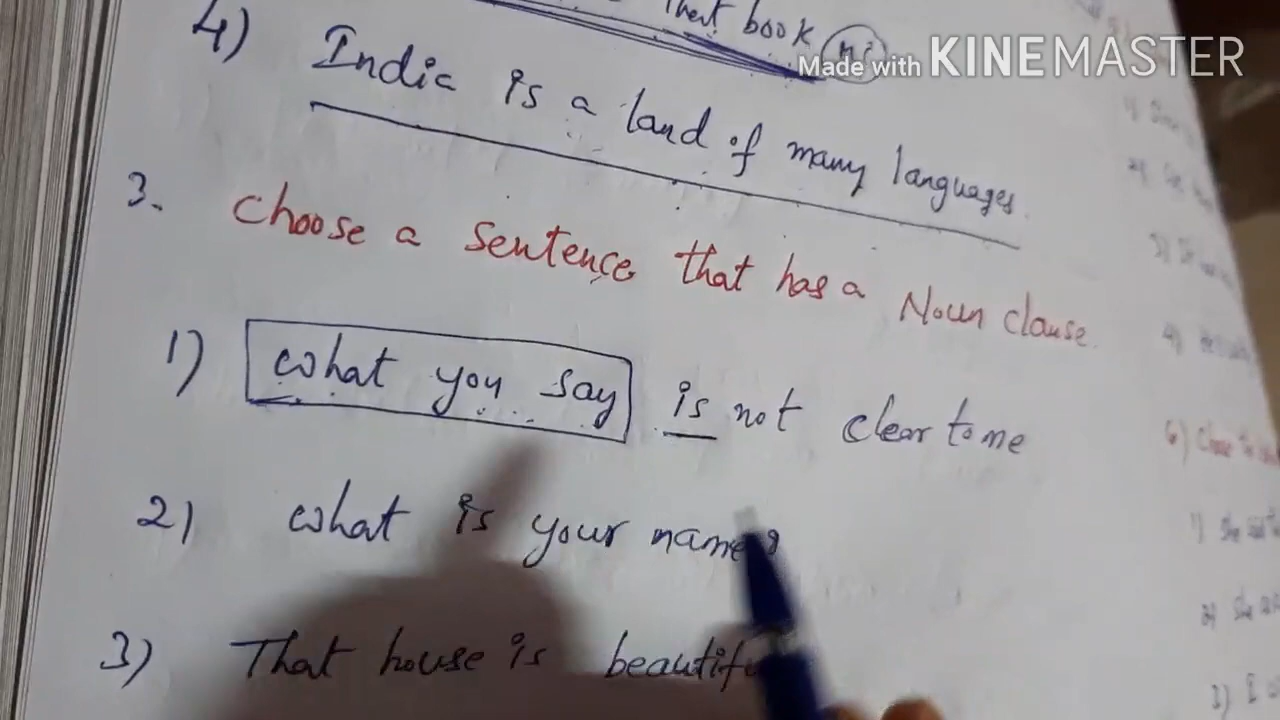 that book
Made with KINEMASTER
4) India is a land of many languages.
3. Choose a sentence that has a Noun clause.
1) What you say is not clear to me
2) What is your name?
3) That house is